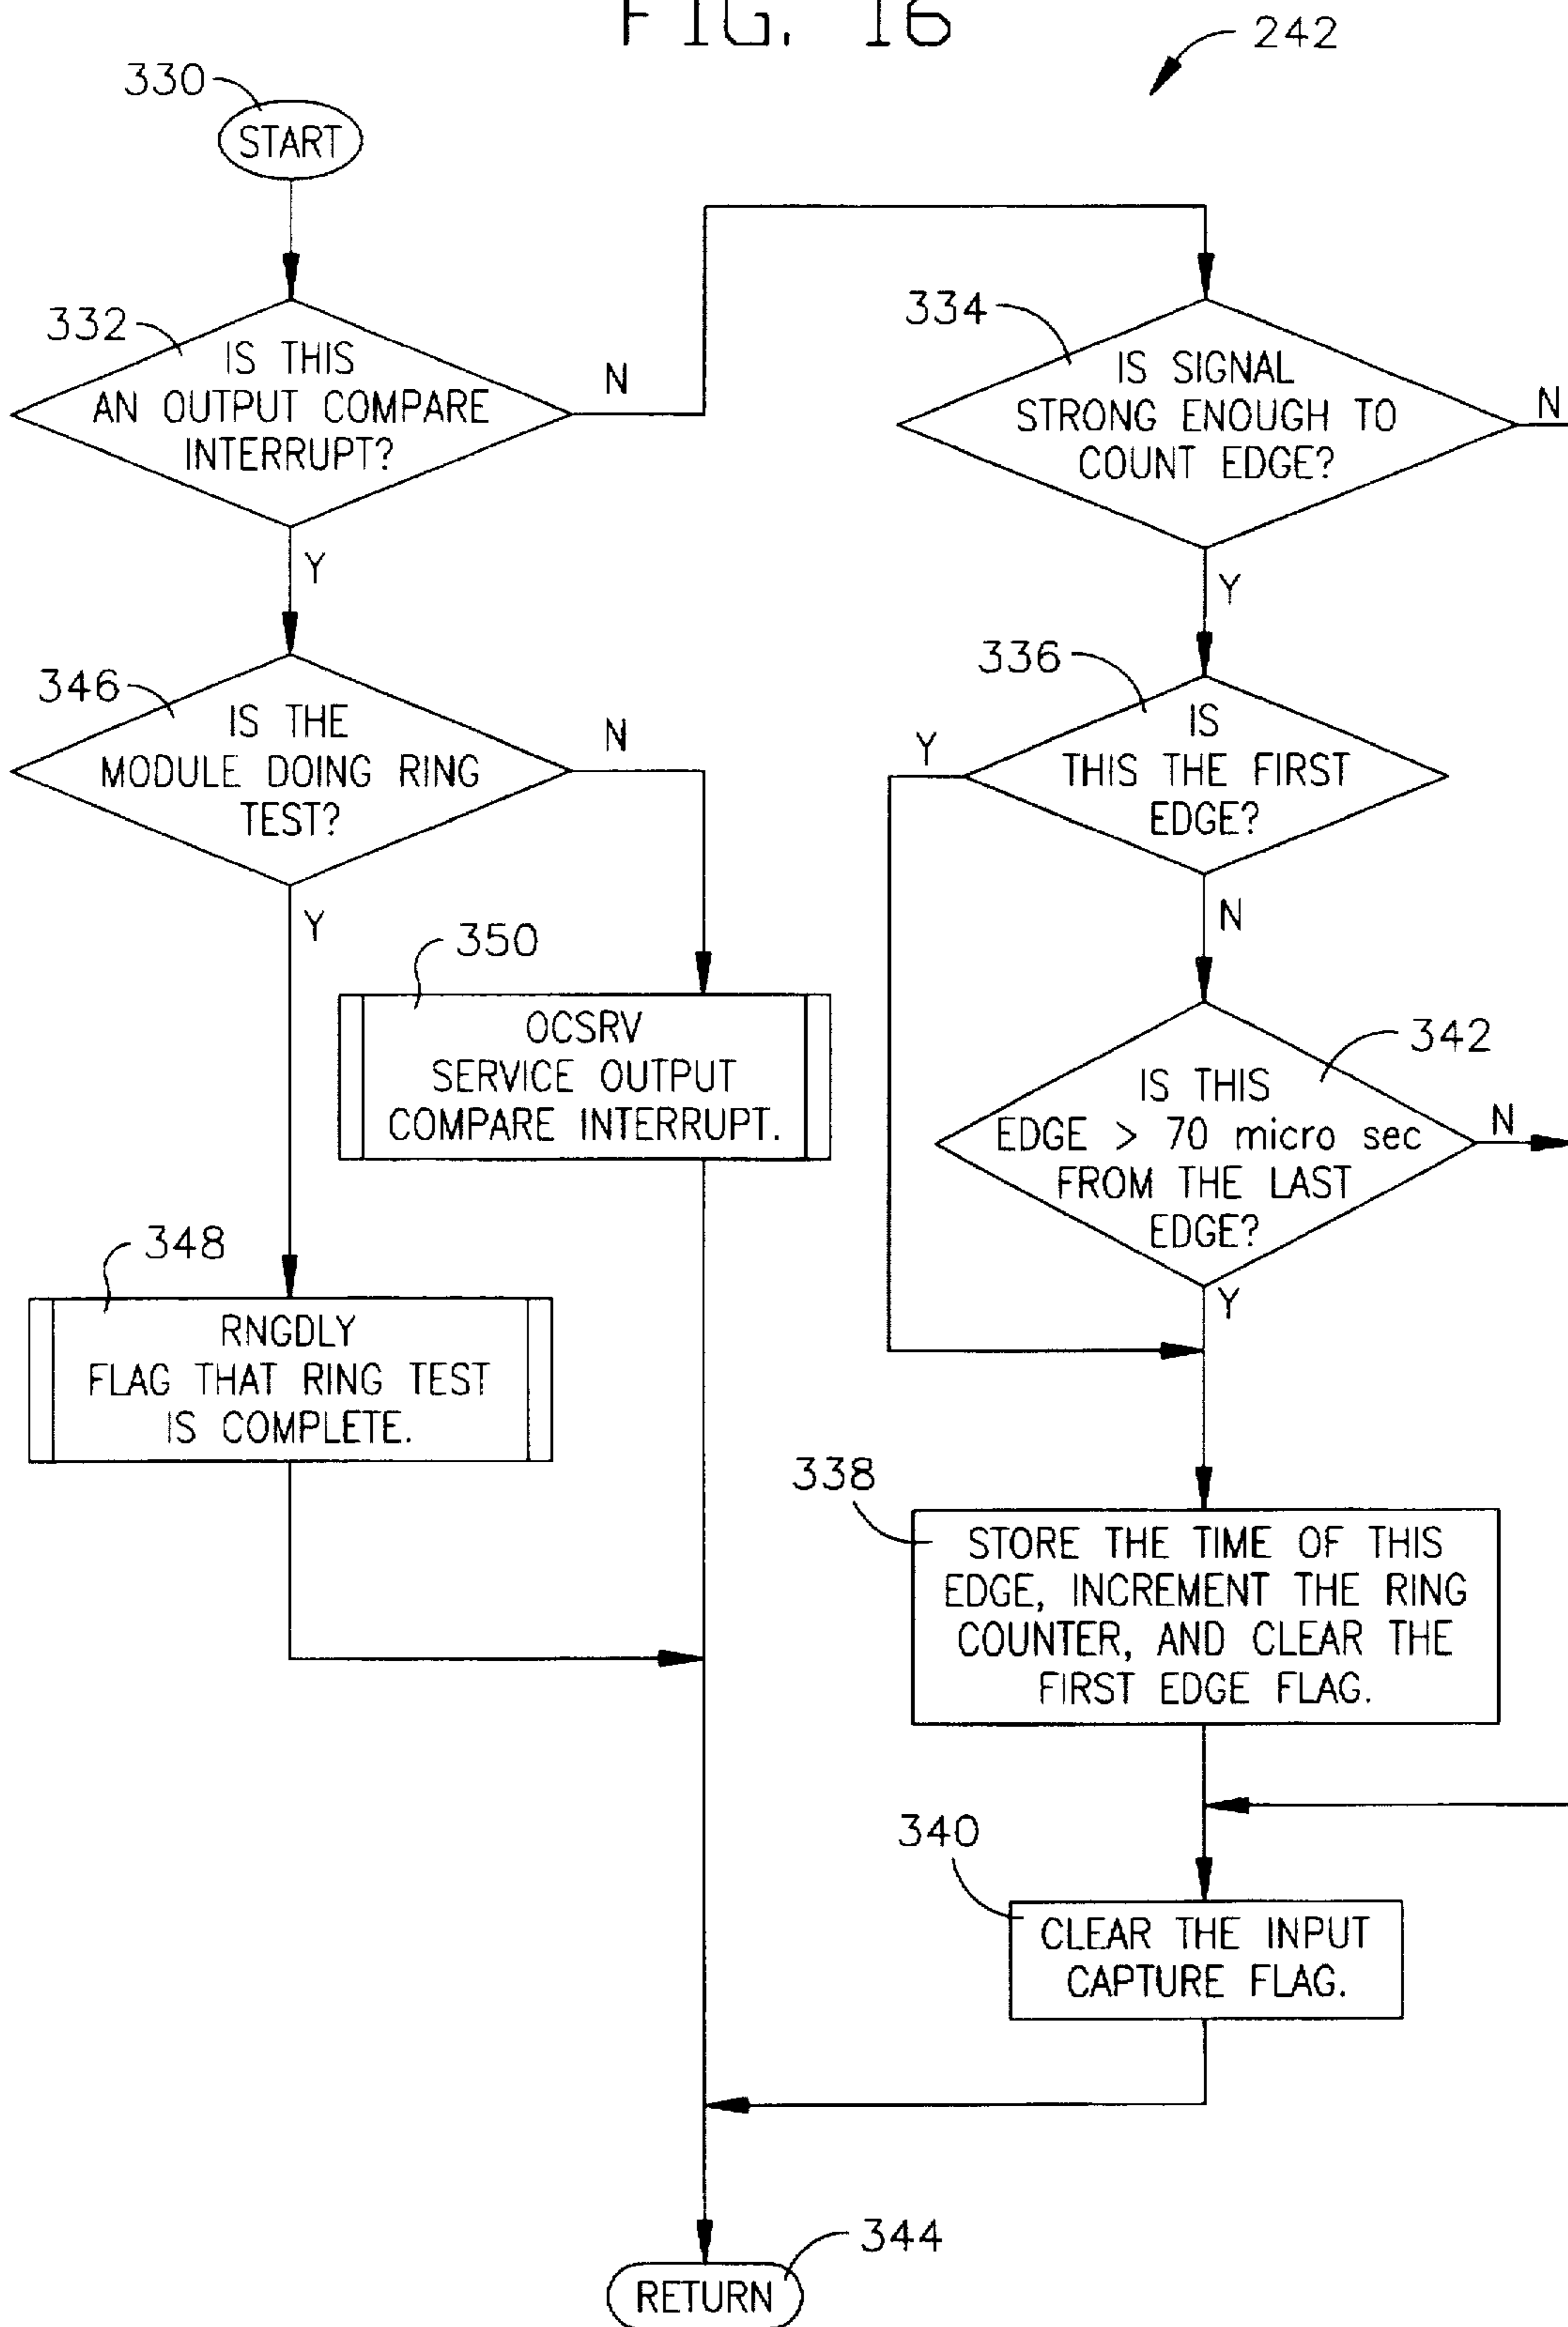 FIG. 16
242
330
START
332
IS THIS
AN OUTPUT COMPARE
INTERRUPT?
N
Y
334
IS SIGNAL
STRONG ENOUGH TO
COUNT EDGE?
N
Y
346
IS THE
MODULE DOING RING
TEST?
N
Y
336
IS
THIS THE FIRST
EDGE?
Y
N
350
OCSRV
SERVICE OUTPUT
COMPARE INTERRUPT.
342
IS THIS
EDGE > 70 micro sec
FROM THE LAST
EDGE?
N
Y
348
RNGDLY
FLAG THAT RING TEST
IS COMPLETE.
338
STORE THE TIME OF THIS
EDGE, INCREMENT THE RING
COUNTER, AND CLEAR THE
FIRST EDGE FLAG.
340
CLEAR THE INPUT
CAPTURE FLAG.
344
RETURN